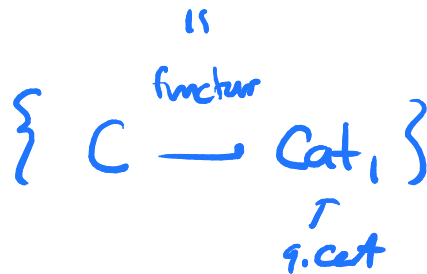 functor
{ C → Cat₁ }
↑
q.cat